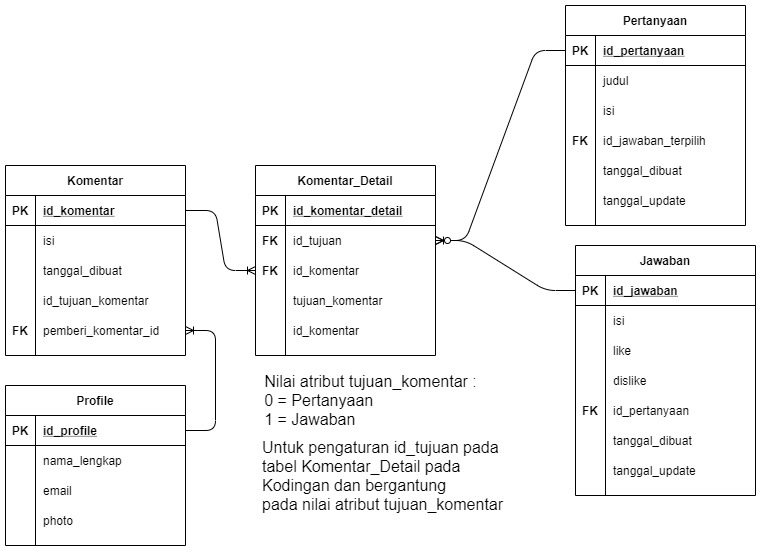 Pertanyaan
PK id_pertanyaan
judul
isi
FK id_jawaban_terpilih
tanggal_dibuat
tanggal_update
Komentar
PK id_komentar
isi
tanggal_dibuat
id_tujuan_komentar
FK pemberi_komentar_id
Komentar_Detail
PK id_komentar_detail
FK id_tujuan
FK id_komentar
tujuan_komentar
id_komentar
Jawaban
PK id_jawaban
isi
like
dislike
FK id_pertanyaan
tanggal_dibuat
tanggal_update
Profile
PK id_profile
nama_lengkap
email
photo
Nilai atribut tujuan_komentar :
0 = Pertanyaan
1 = Jawaban
Untuk pengaturan id_tujuan pada
tabel Komentar_Detail pada
Kodingan dan bergantung
pada nilai atribut tujuan_komentar